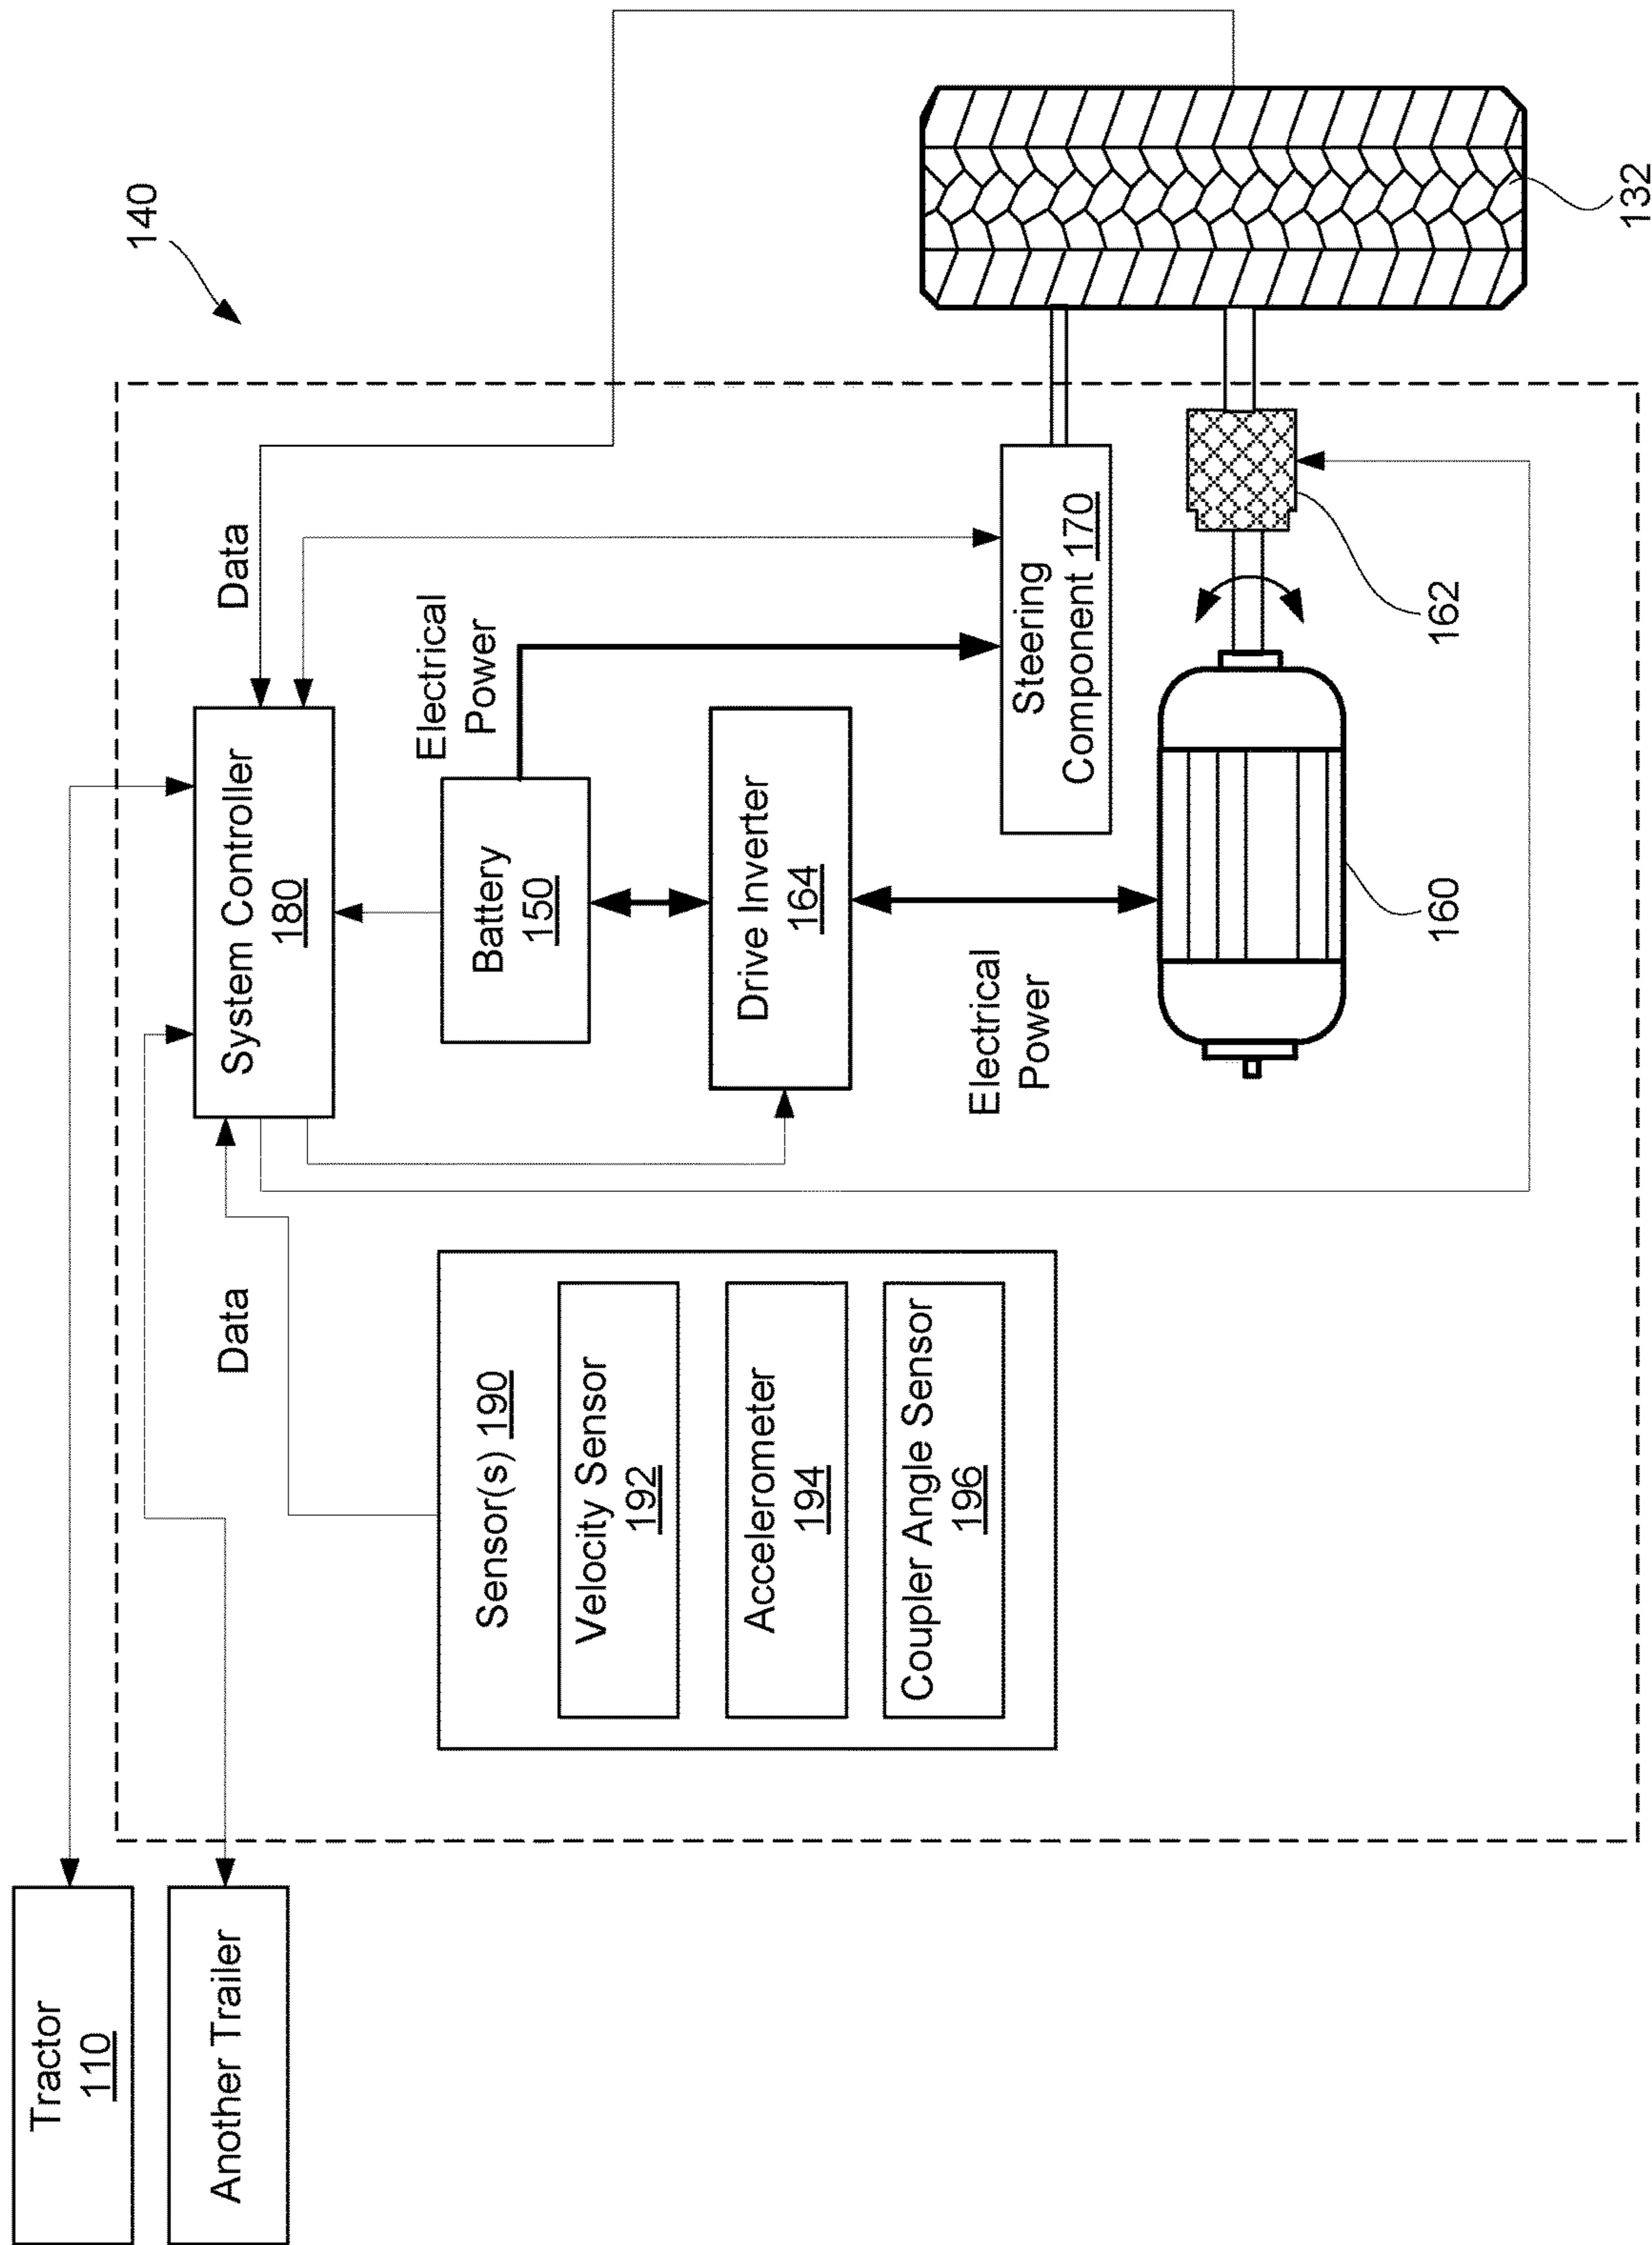 Tractor
110
Another Trailer
140
System Controller
180
Data
Data
Sensor(s) 190
Velocity Sensor
192
Accelerometer
194
Coupler Angle Sensor
196
Battery
150
Electrical
Power
Drive Inverter
164
Electrical
Power
Steering
Component 170
160
162
132